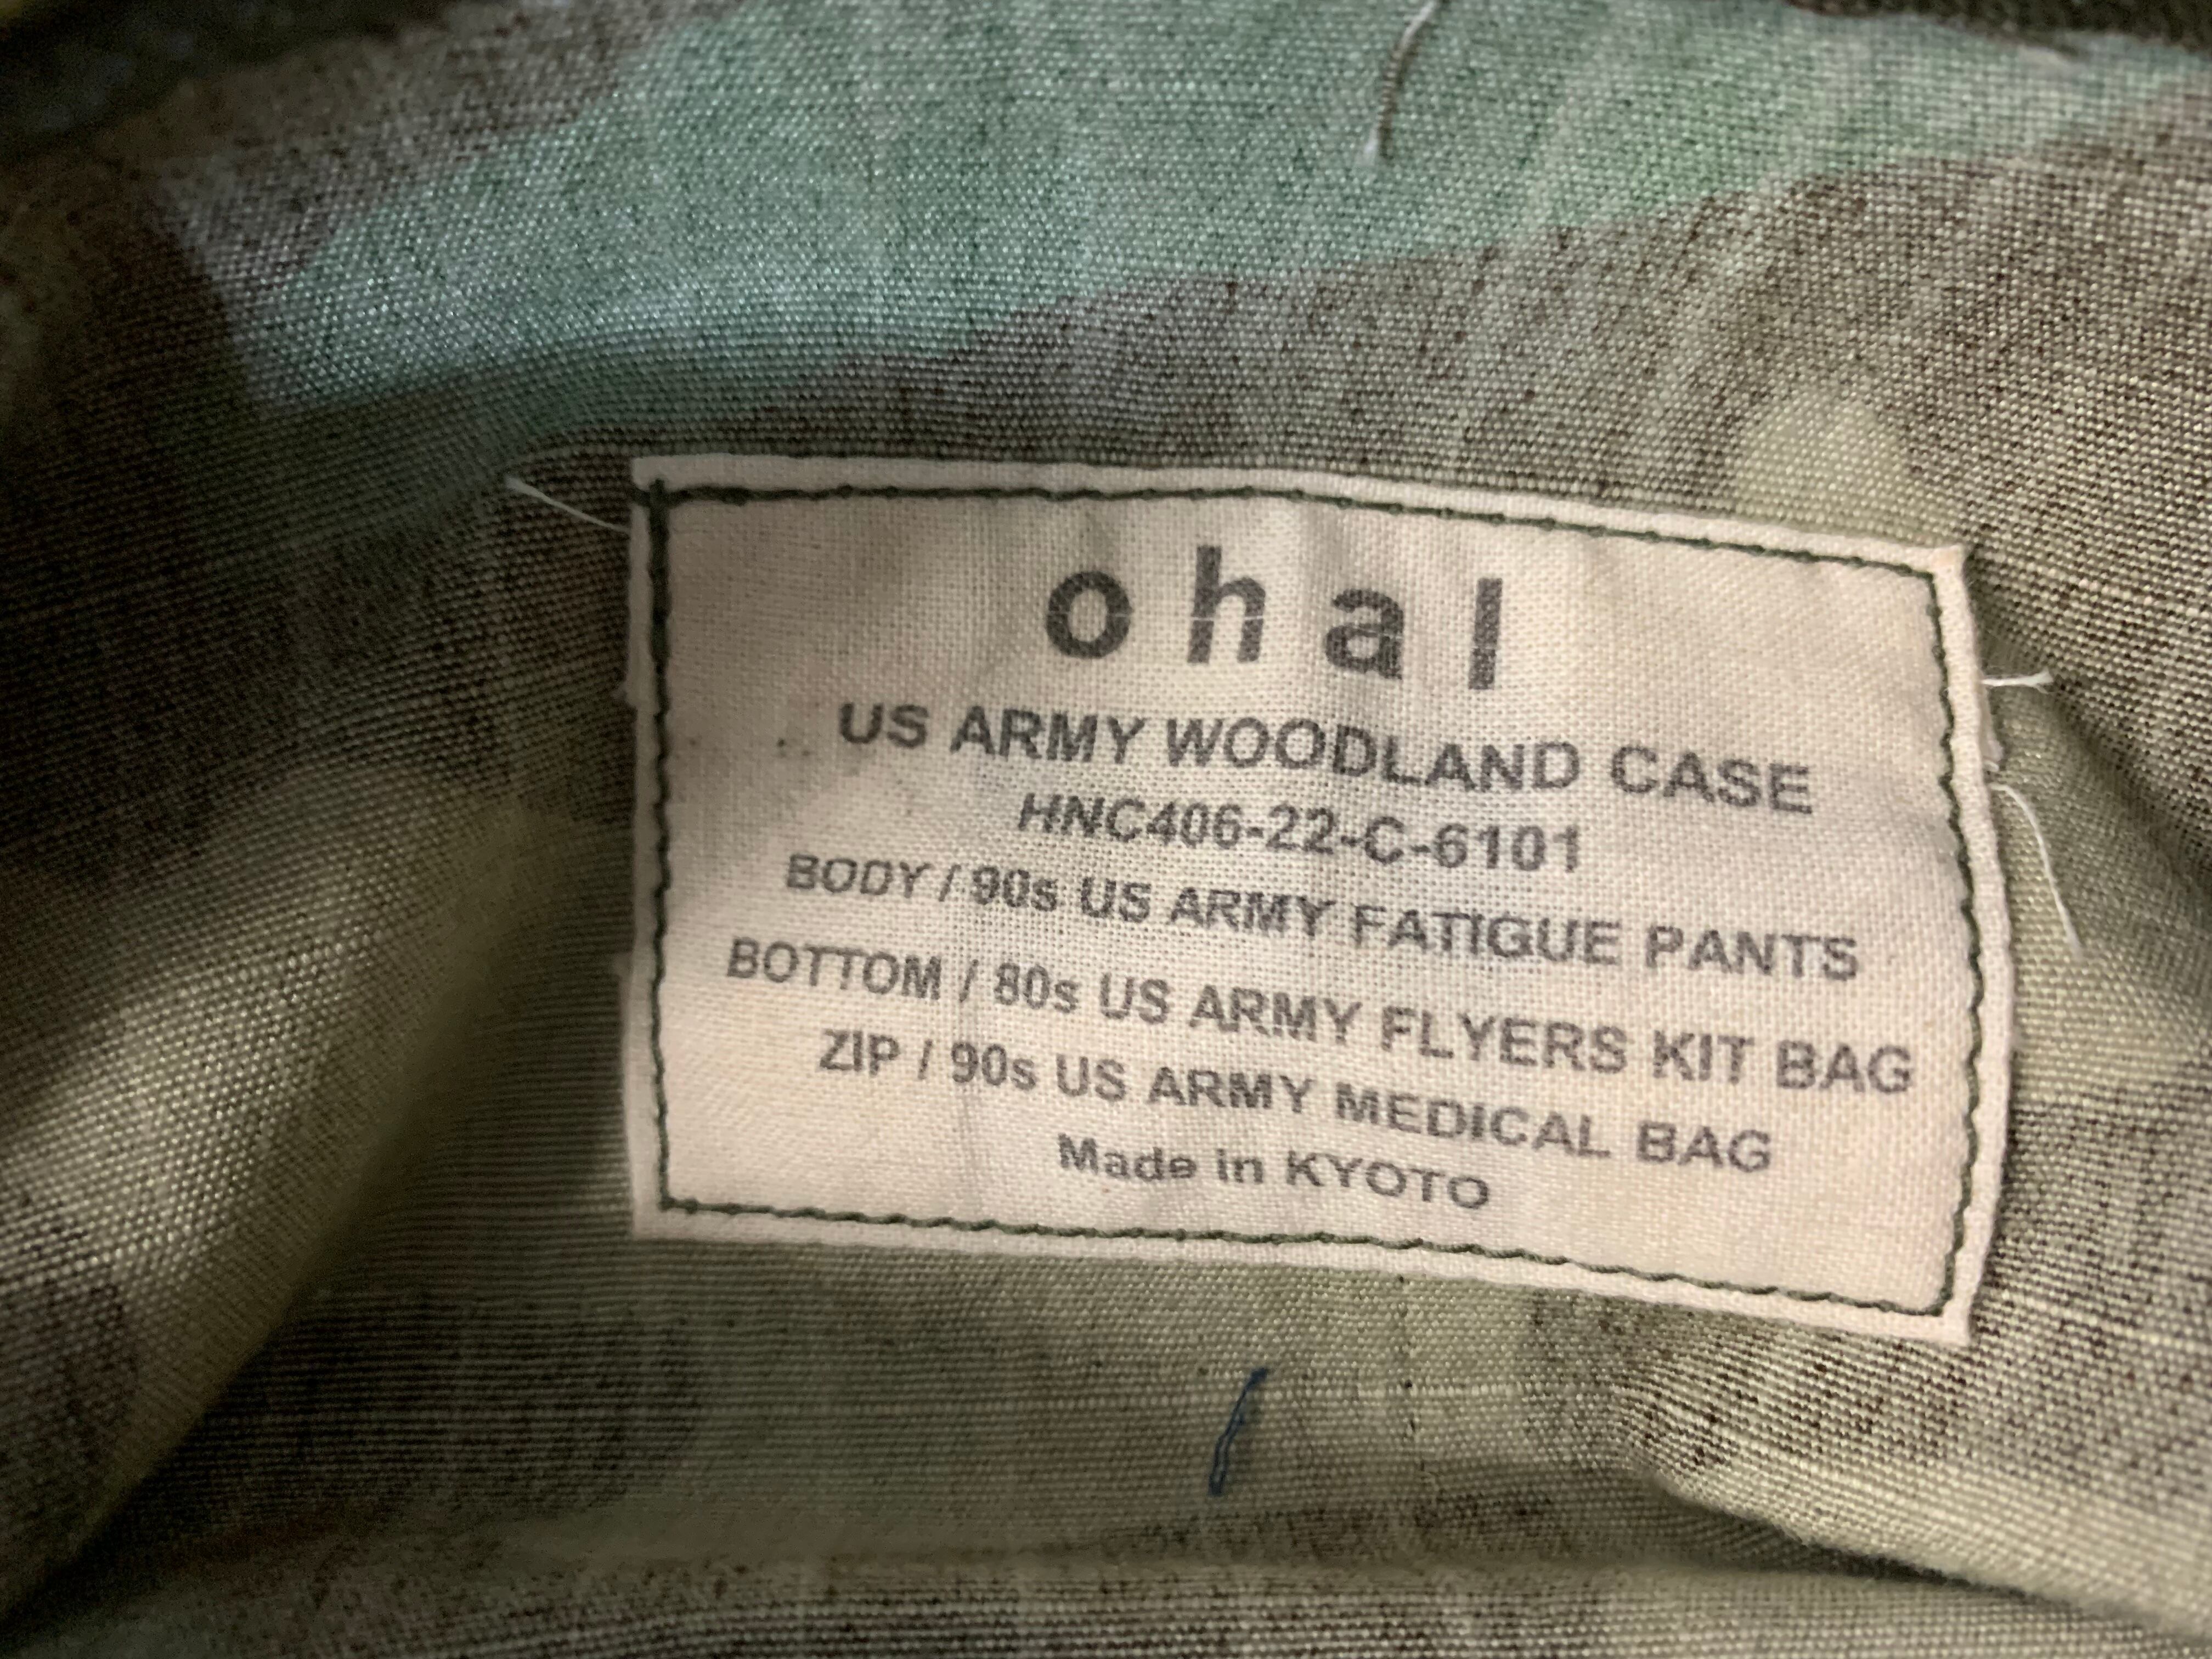 ohal
US ARMY WOODLAND CASE
HNC406-22-C-6101
BODY / 90s US ARMY FATIGUE PANTS
BOTTOM / 80s US ARMY FLYERS KIT BAG
ZIP / 90s US ARMY MEDICAL BAG
Made in KYOTO